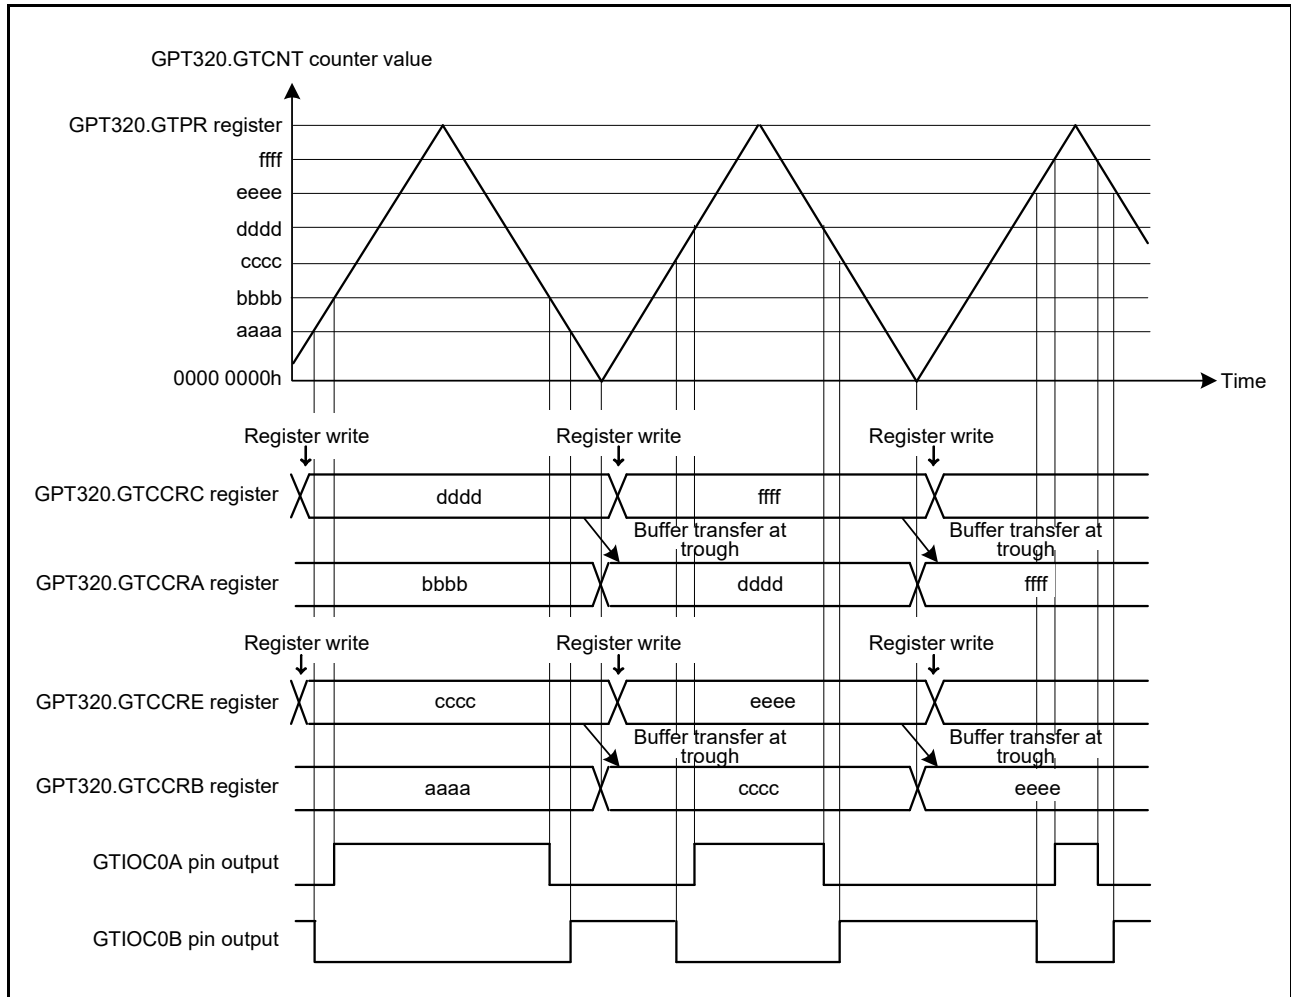 GPT320.GTCNT counter value
GPT320.GTPR register
ffff
eeee
dddd
cccc
bbbb
aaaa
0000 0000h
Time
Register write
Register write
Register write
GPT320.GTCCRC register
dddd
ffff
Buffer transfer at
trough
Buffer transfer at
trough
GPT320.GTCCRA register
bbbb
dddd
ffff
Register write
Register write
Register write
GPT320.GTCCRE register
cccc
eeee
Buffer transfer at
trough
Buffer transfer at
trough
GPT320.GTCCRB register
aaaa
cccc
eeee
GTIOC0A pin output
GTIOC0B pin output